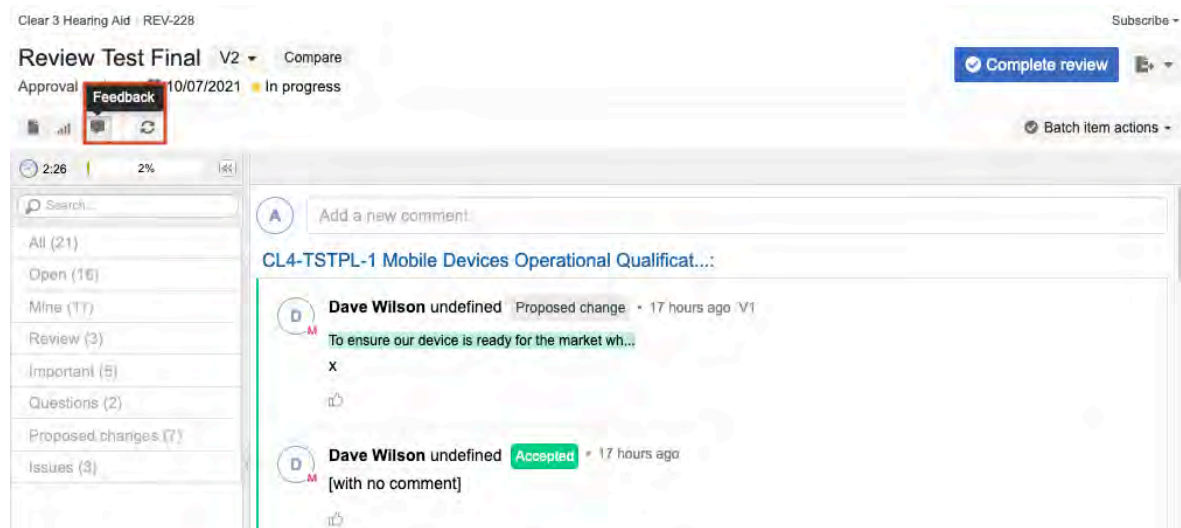 Clear 3 Hearing Aid REV-228
Subscribe
Review Test Final V2 Compare
Complete review
Approval 10/07/2021 In progress
Feedback
Batch item actions
2:26 2%
Search...
A Add a new comment
All (21)
CL4-TSTPL-1 Mobile Devices Operational Qualificat...:
Open (16)
Mine (11)
D M Dave Wilson undefined Proposed change • 17 hours ago V1
Review (3)
To ensure our device is ready for the market wh...
x
Important (5)
Questions (2)
Proposed changes (7)
D M Dave Wilson undefined Accepted • 17 hours ago
Issues (3)
[with no comment]